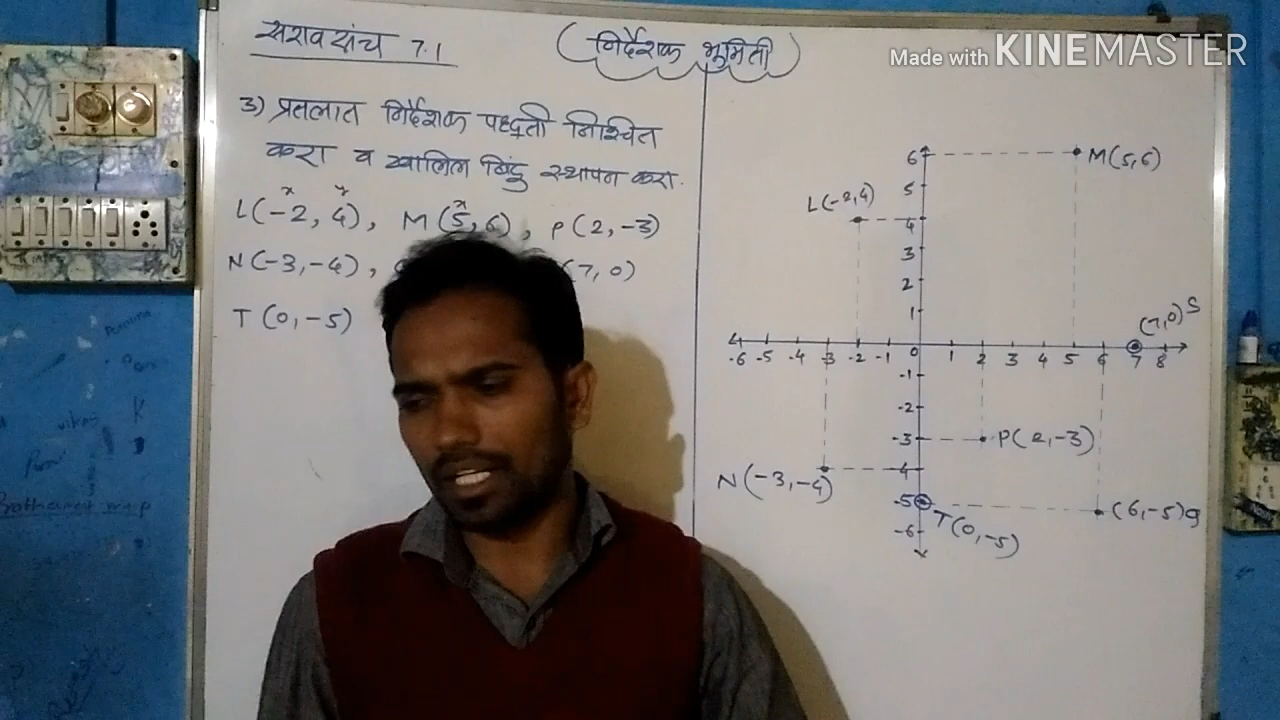 सरावसंच 7.1
(निर्देशक भूमिती)
3) प्रतलात निर्देशक पद्धती निश्चित
करा व खालिल बिंदु स्थापन करा.
x y x
L(-2, 4), M(5, 6), P(2, -3)
N(-3, -4), (7, 0)
T(0, -5)
Made with KINEMASTER
6 M(5,6)
5
L(-2,4)
4
3
2
1
(7,0) S
-6 -5 -4 -3 -2 -1 0 1 2 3 4 5 6 7 8
-1
-2
-3 P(2,-3)
N(-3,-4) -4
-5 T(0,-5) (6,-5)
-6